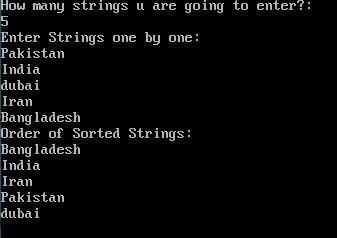 How many strings u are going to enter?:
5
Enter Strings one by one:
Pakistan
India
dubai
Iran
Bangladesh
Order of Sorted Strings:
Bangladesh
India
Iran
Pakistan
dubai